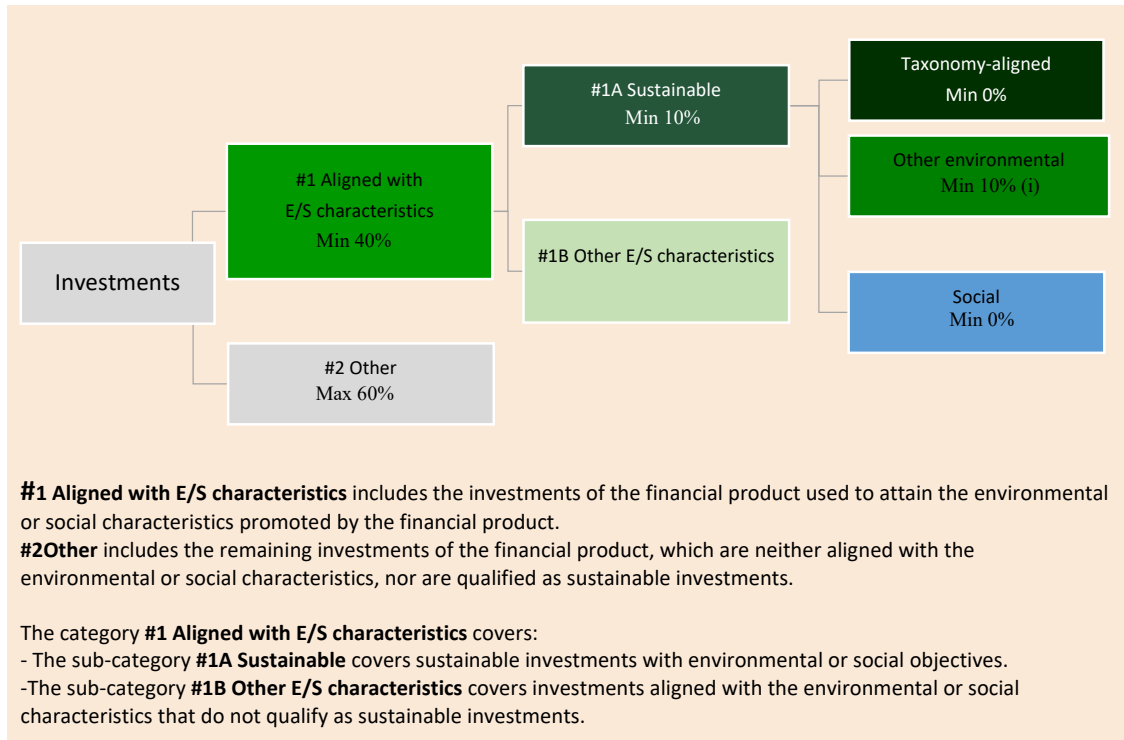 Investments
#1 Aligned with
E/S characteristics
Min 40%
#2 Other
Max 60%
#1A Sustainable
Min 10%
#1B Other E/S characteristics
Taxonomy-aligned
Min 0%
Other environmental
Min 10% (i)
Social
Min 0%
#1 Aligned with E/S characteristics includes the investments of the financial product used to attain the environmental
or social characteristics promoted by the financial product.
#2Other includes the remaining investments of the financial product, which are neither aligned with the
environmental or social characteristics, nor are qualified as sustainable investments.
The category #1 Aligned with E/S characteristics covers:
- The sub-category #1A Sustainable covers sustainable investments with environmental or social objectives.
-The sub-category #1B Other E/S characteristics covers investments aligned with the environmental or social
characteristics that do not qualify as sustainable investments.